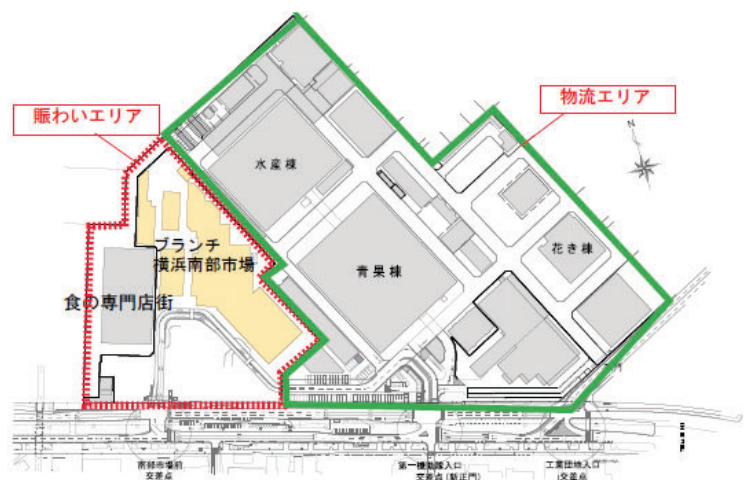 賑わいエリア
物流エリア
N
水産棟
青果棟
花き棟
ブランチ
横浜南部市場
食の専門店街
南部市場前
交差点
第一機動隊入口
交差点(新正門)
工業団地入口
交差点